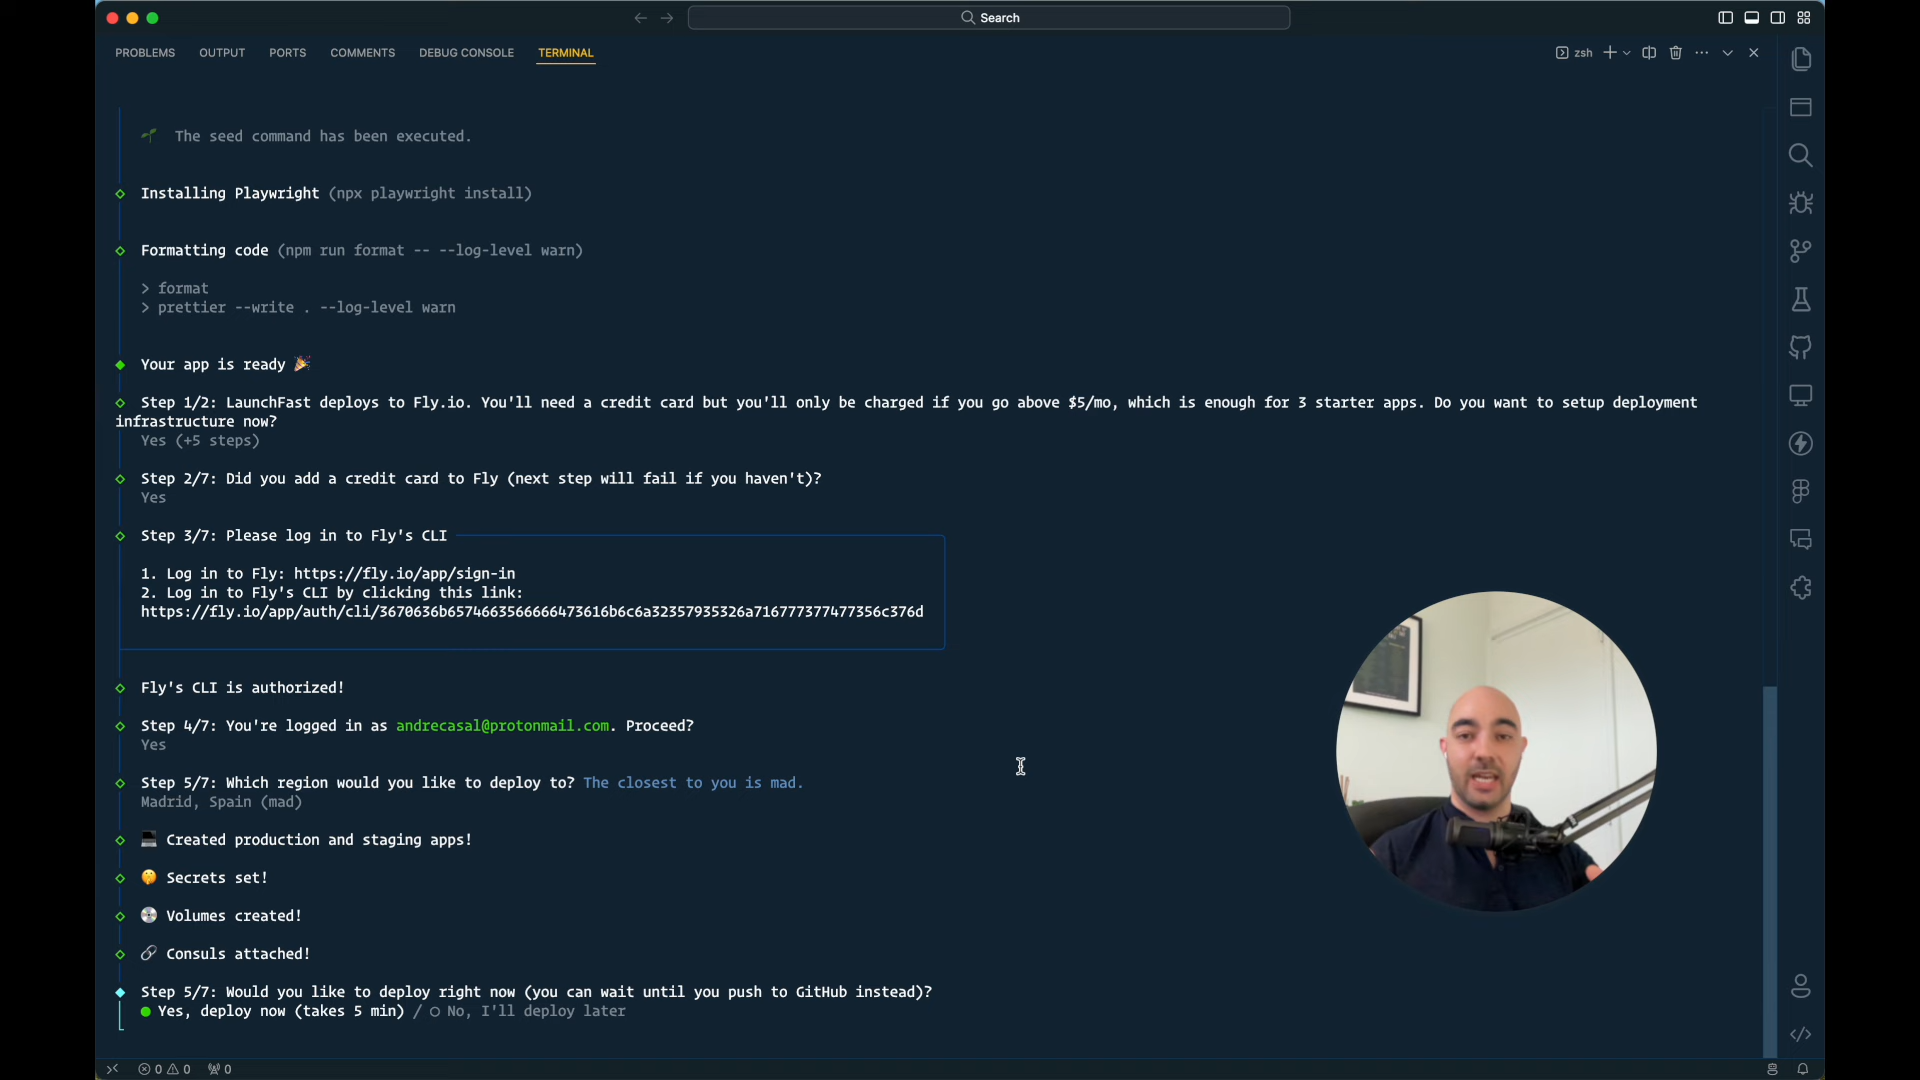 Search
PROBLEMS OUTPUT PORTS COMMENTS DEBUG CONSOLE TERMINAL
zsh
The seed command has been executed.
Installing Playwright (npx playwright install)
Formatting code (npm run format -- --log-level warn)
> format
> prettier --write . --log-level warn
Your app is ready 🎉
Step 1/2: LaunchFast deploys to Fly.io. You'll need a credit card but you'll only be charged if you go above $5/mo, which is enough for 3 starter apps. Do you want to setup deployment
infrastructure now?
Yes (+5 steps)
Step 2/7: Did you add a credit card to Fly (next step will fail if you haven't)?
Yes
Step 3/7: Please log in to Fly's CLI
1. Log in to Fly: https://fly.io/app/sign-in
2. Log in to Fly's CLI by clicking this link:
https://fly.io/app/auth/cli/3670636b6574663566666473616b6c6a32357935326a716777377477356c376d
Fly's CLI is authorized!
Step 4/7: You're logged in as andrecasal@protonmail.com. Proceed?
Yes
Step 5/7: Which region would you like to deploy to? The closest to you is mad.
Madrid, Spain (mad)
Created production and staging apps!
Secrets set!
Volumes created!
Consuls attached!
Step 5/7: Would you like to deploy right now (you can wait until you push to GitHub instead)?
Yes, deploy now (takes 5 min) / No, I'll deploy later
0 0 0